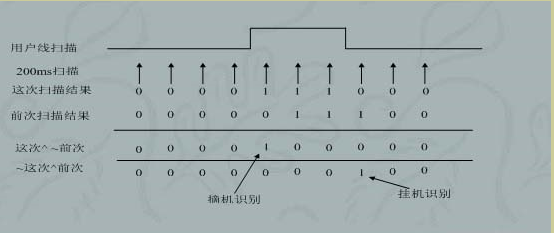 用户线扫描
200ms扫描
这次扫描结果 0 0 0 0 1 1 1 0 0 0
前次扫描结果 0 0 0 0 0 1 1 1 0 0
这次^~前次 0 0 0 0 1 0 0 0 0 0
~这次^前次 0 0 0 0 0 0 0 1 0 0
摘机识别 挂机识别